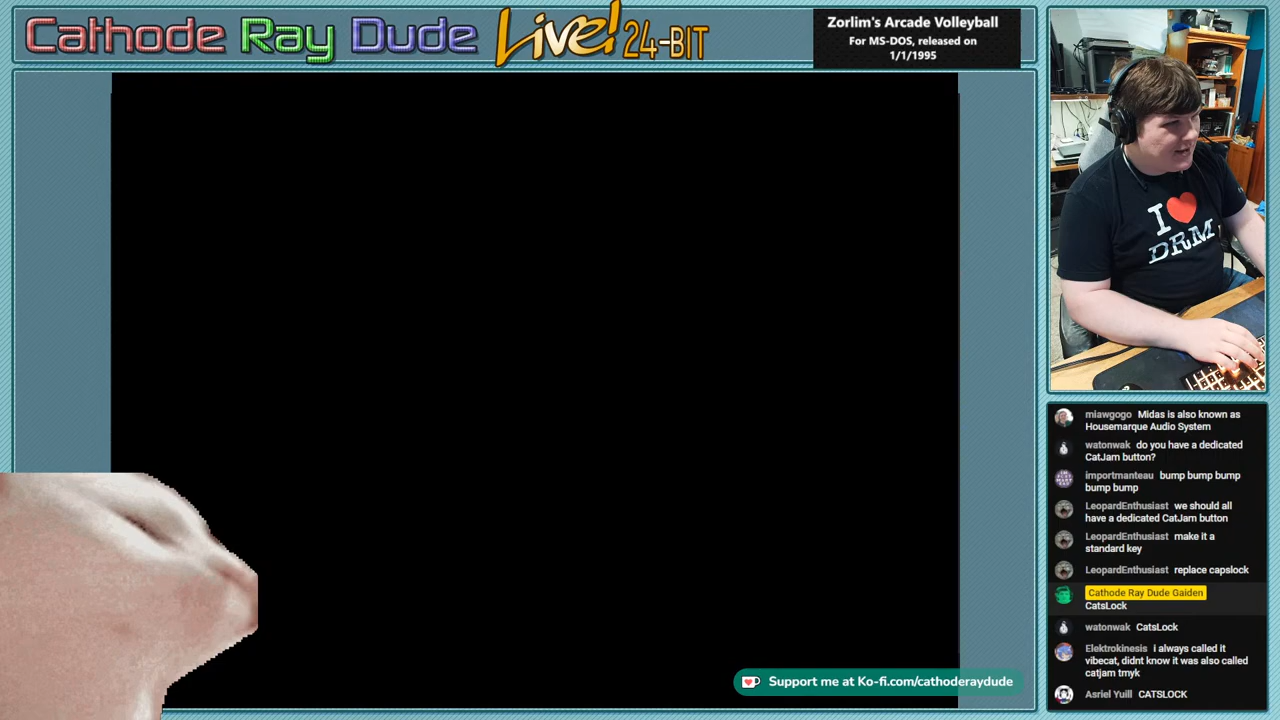 Cathode Ray Dude Live! 24-BIT
Zorlim's Arcade Volleyball
For MS-DOS, released on
1/1/1995
I ❤ DRM
miawgogo Midas is also known as
Housemarque Audio System
watonwak do you have a dedicated
CatJam button?
importmanteau bump bump bump
bump bump
LeopardEnthusiast we should all
have a dedicated CatJam button
LeopardEnthusiast make it a
standard key
LeopardEnthusiast replace capslock
Cathode Ray Dude Gaiden
CatsLock
watonwak CatsLock
Elektrokinesis i always called it
vibecat, didnt know it was also called
catjam tmyk
Asriel Yuill CATSLOCK
Support me at Ko-fi.com/cathoderaydude